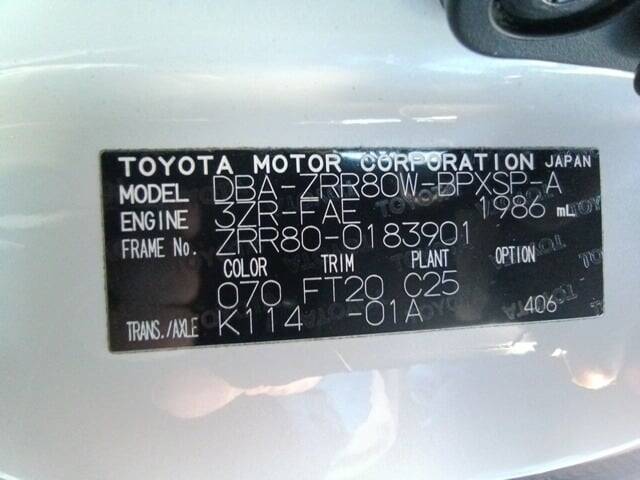 TOYOTA MOTOR CORPORATION JAPAN
MODEL DBA-ZRR80W-BPXSP-A
ENGINE 3ZR-FAE 1986 mL
FRAME No. ZRR80-0183901
COLOR TRIM PLANT OPTION
070 FT20 C25
TRANS./AXLE K114 -01A 406